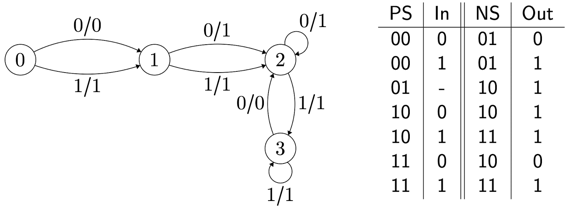 0/1
0/0 0/1
0 1 2
1/1 1/1
0/0 1/1
3
1/1
PS In NS Out
00 0 01 0
00 1 01 1
01 - 10 1
10 0 10 1
10 1 11 1
11 0 10 0
11 1 11 1